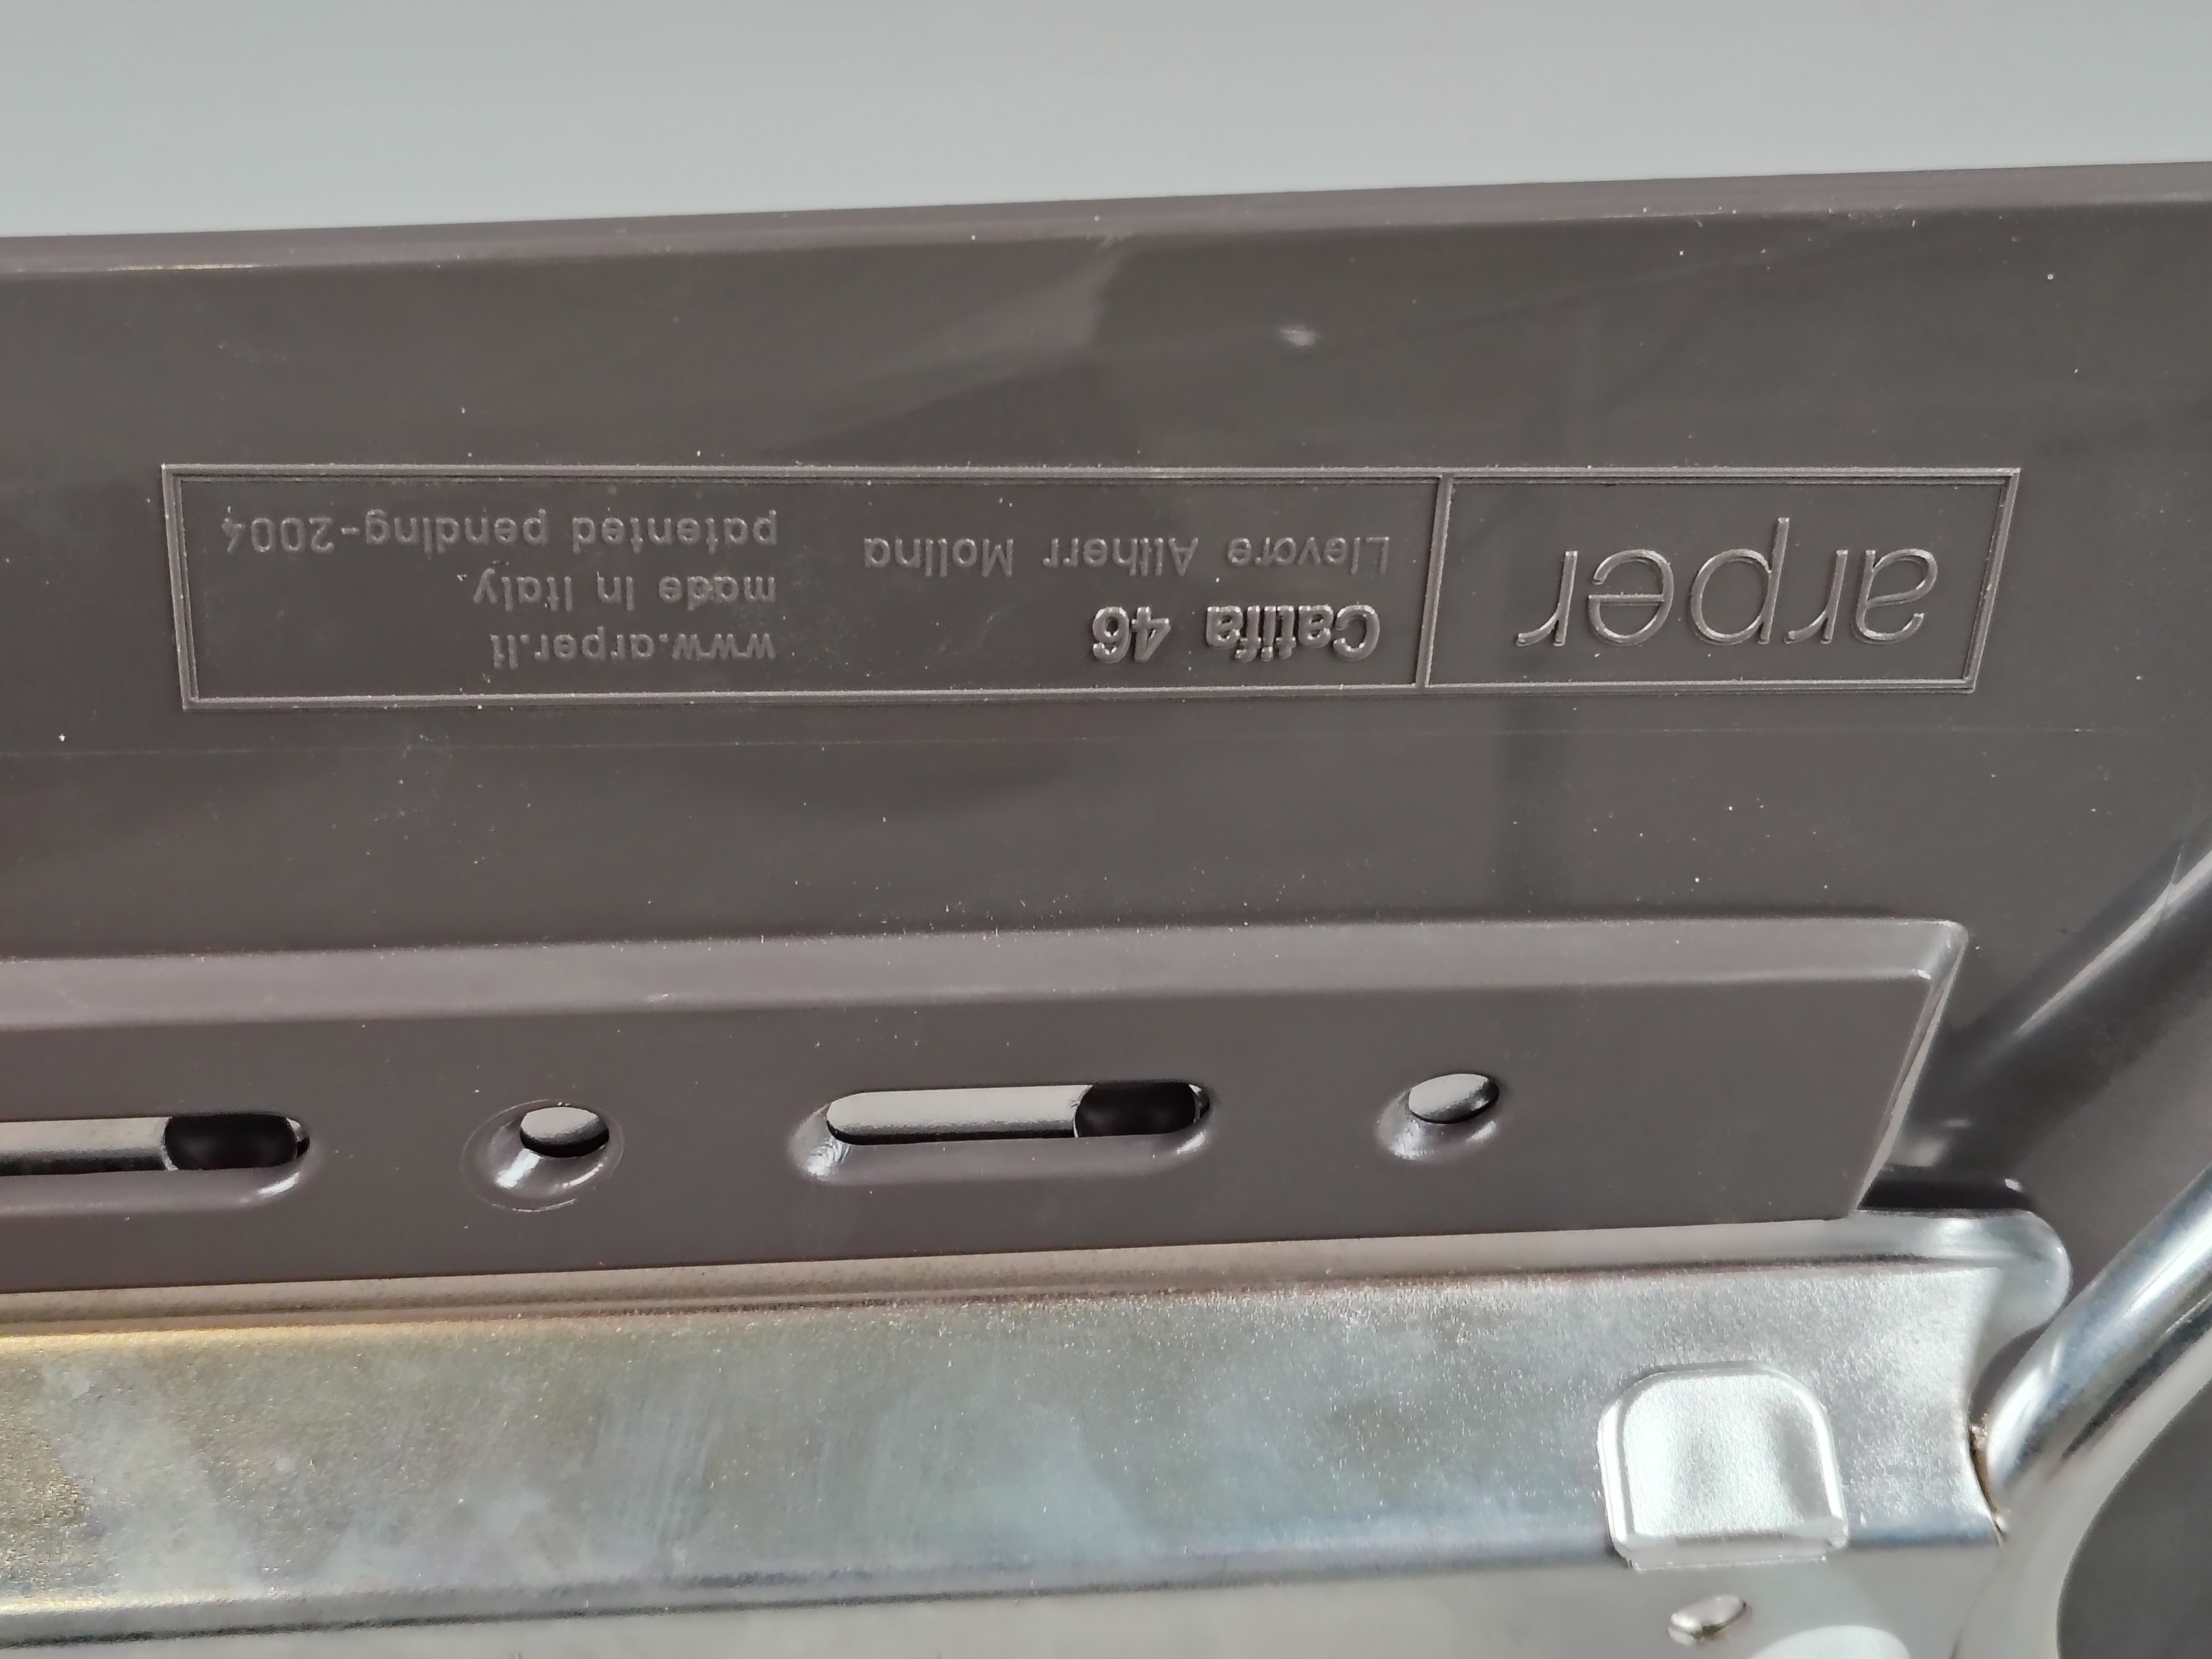 arper
Catifa 46
Lievore Altherr Molina
www.arper.it
made in Italy
patented pending-2004